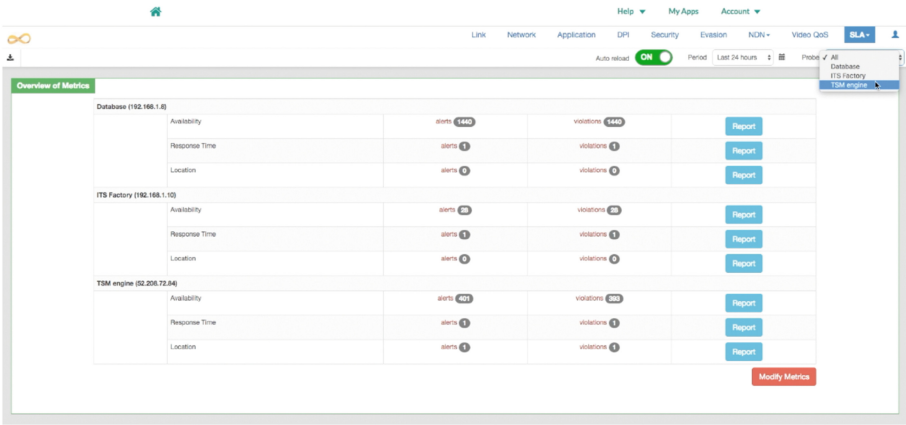 Help My Apps Account
Link Network Application DPI Security Evasion NDN Video QoS SLA
Auto reload ON Period Last 24 hours Probe ✓ All
Database
ITS Factory
TSM engine
Overview of Metrics
Database (192.168.1.6)
Availability alerts 1440 violations 1440 Report
Response Time alerts 1 violations 1 Report
Location alerts 0 violations 0 Report
ITS Factory (192.168.1.10)
Availability alerts 28 violations 28 Report
Response Time alerts 1 violations 1 Report
Location alerts 0 violations 0 Report
TSM engine (52.208.72.84)
Availability alerts 401 violations 393 Report
Response Time alerts 1 violations 1 Report
Location alerts 1 violations 1 Report
Modify Metrics